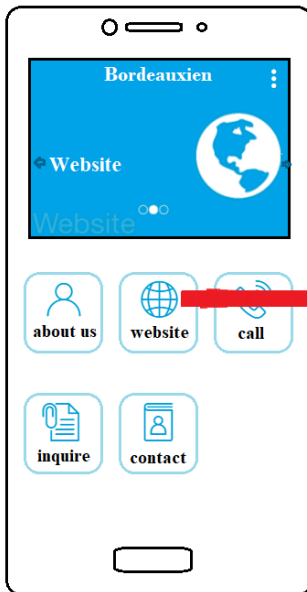 Bordeauxien
Website
Website
about us
website
call
inquire
contact